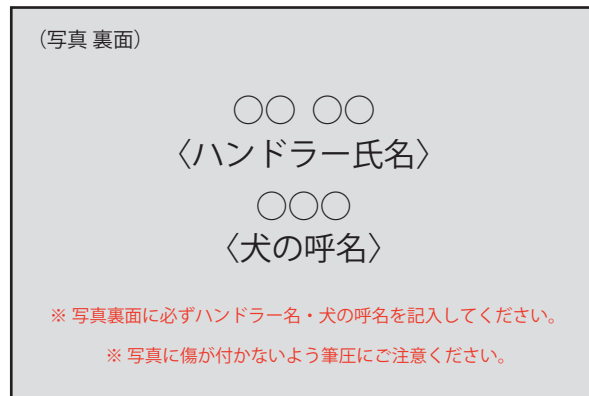 （写真 裏面）
○○ ○○
〈ハンドラー氏名〉
○○○
〈犬の呼名〉
※ 写真裏面に必ずハンドラー名・犬の呼名を記入してください。
※ 写真に傷が付かないよう筆圧にご注意ください。